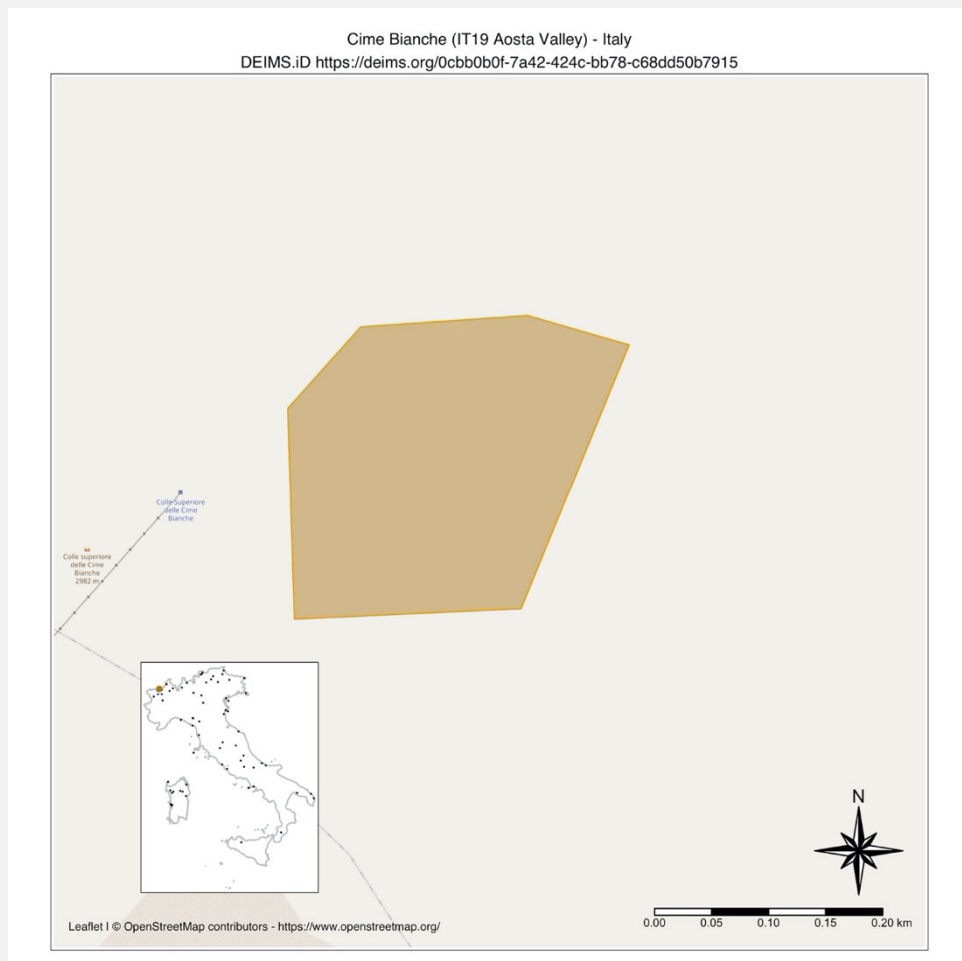 Cime Bianche (IT19 Aosta Valley) - Italy
DEIMS.iD https://deims.org/0cbb0b0f-7a42-424c-bb78-c68dd50b7915
Colle Superiore
delle Cime
Bianche
Colle superiore
delle Cime
Bianche
2982 m
N
0.00 0.05 0.10 0.15 0.20 km
Leaflet | © OpenStreetMap contributors - https://www.openstreetmap.org/